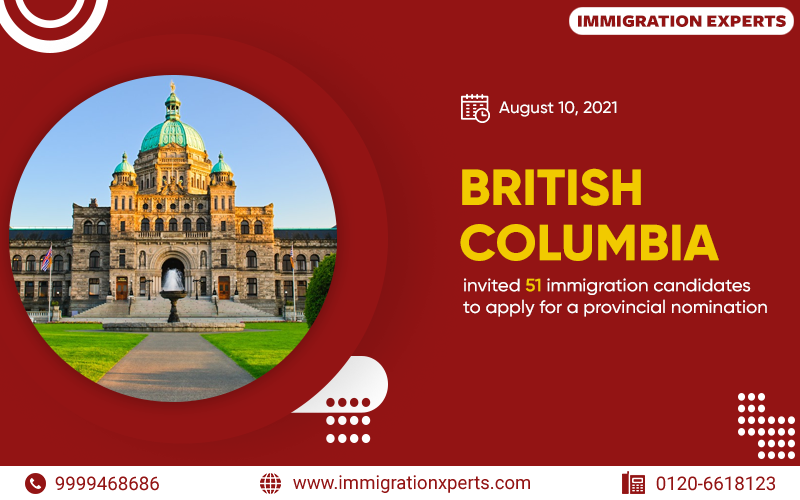 IMMIGRATION EXPERTS
August 10, 2021
BRITISH
COLUMBIA
invited 51 immigration candidates
to apply for a provincial nomination
9999468686
www.immigrationxperts.com
0120-6618123